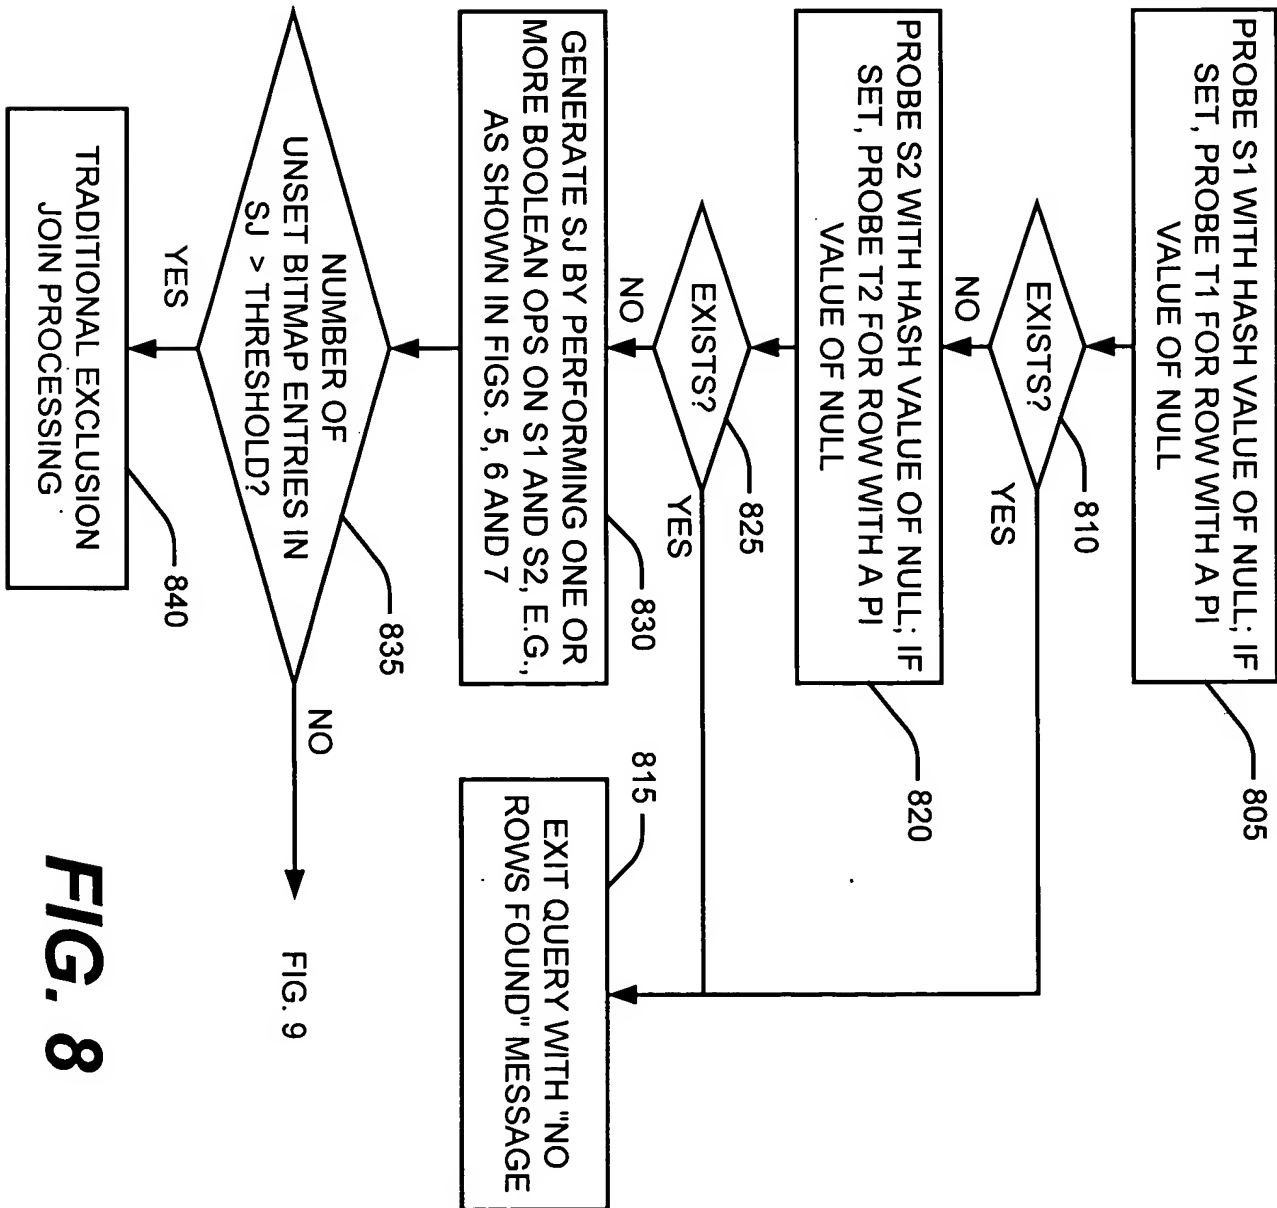 PROBE S1 WITH HASH VALUE OF NULL; IF
SET, PROBE T1 FOR ROW WITH A PI
VALUE OF NULL
805
EXISTS?
810
YES
NO
PROBE S2 WITH HASH VALUE OF NULL; IF
SET, PROBE T2 FOR ROW WITH A PI
VALUE OF NULL
820
EXISTS?
825
YES
NO
815
EXIT QUERY WITH "NO
ROWS FOUND" MESSAGE
GENERATE SJ BY PERFORMING ONE OR
MORE BOOLEAN OPS ON S1 AND S2, E.G.,
AS SHOWN IN FIGS. 5, 6 AND 7
830
NUMBER OF
UNSET BITMAP ENTRIES IN
SJ > THRESHOLD?
835
NO
FIG. 9
YES
TRADITIONAL EXCLUSION
JOIN PROCESSING
840
FIG. 8